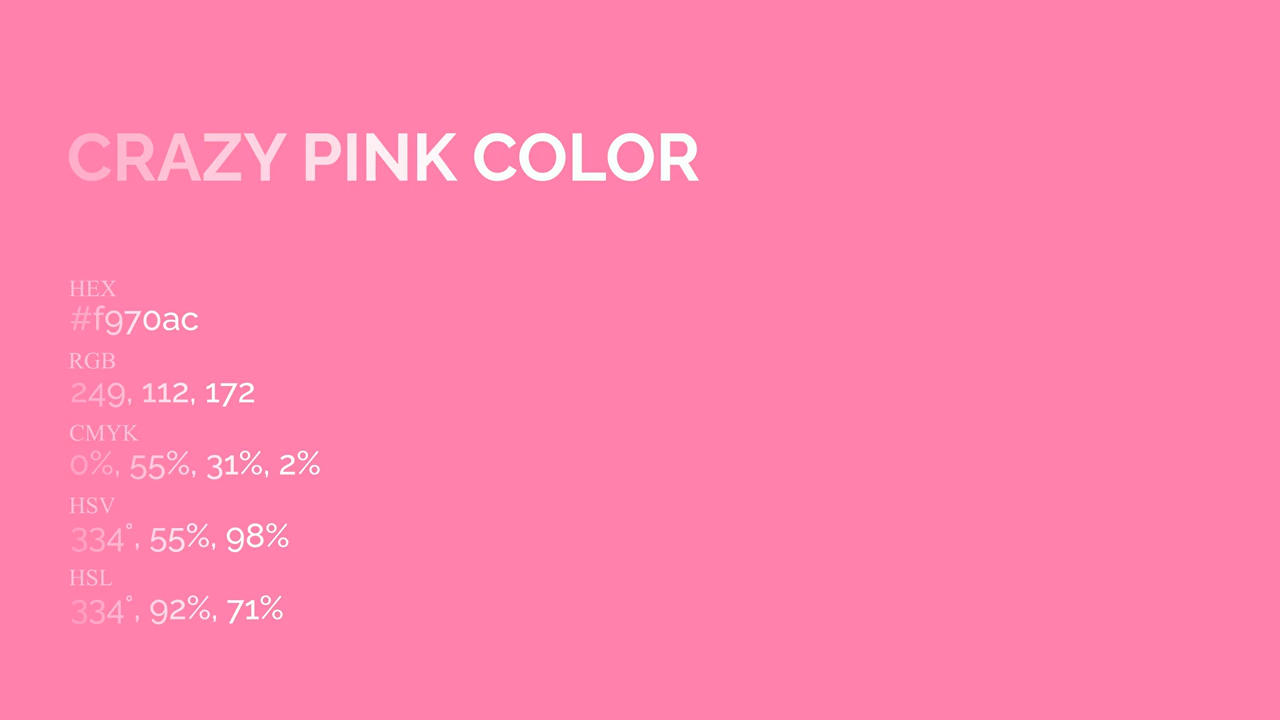 CRAZY PINK COLOR
HEX
#f970ac
RGB
249, 112, 172
CMYK
0%, 55%, 31%, 2%
HSV
334°, 55%, 98%
HSL
334°, 92%, 71%